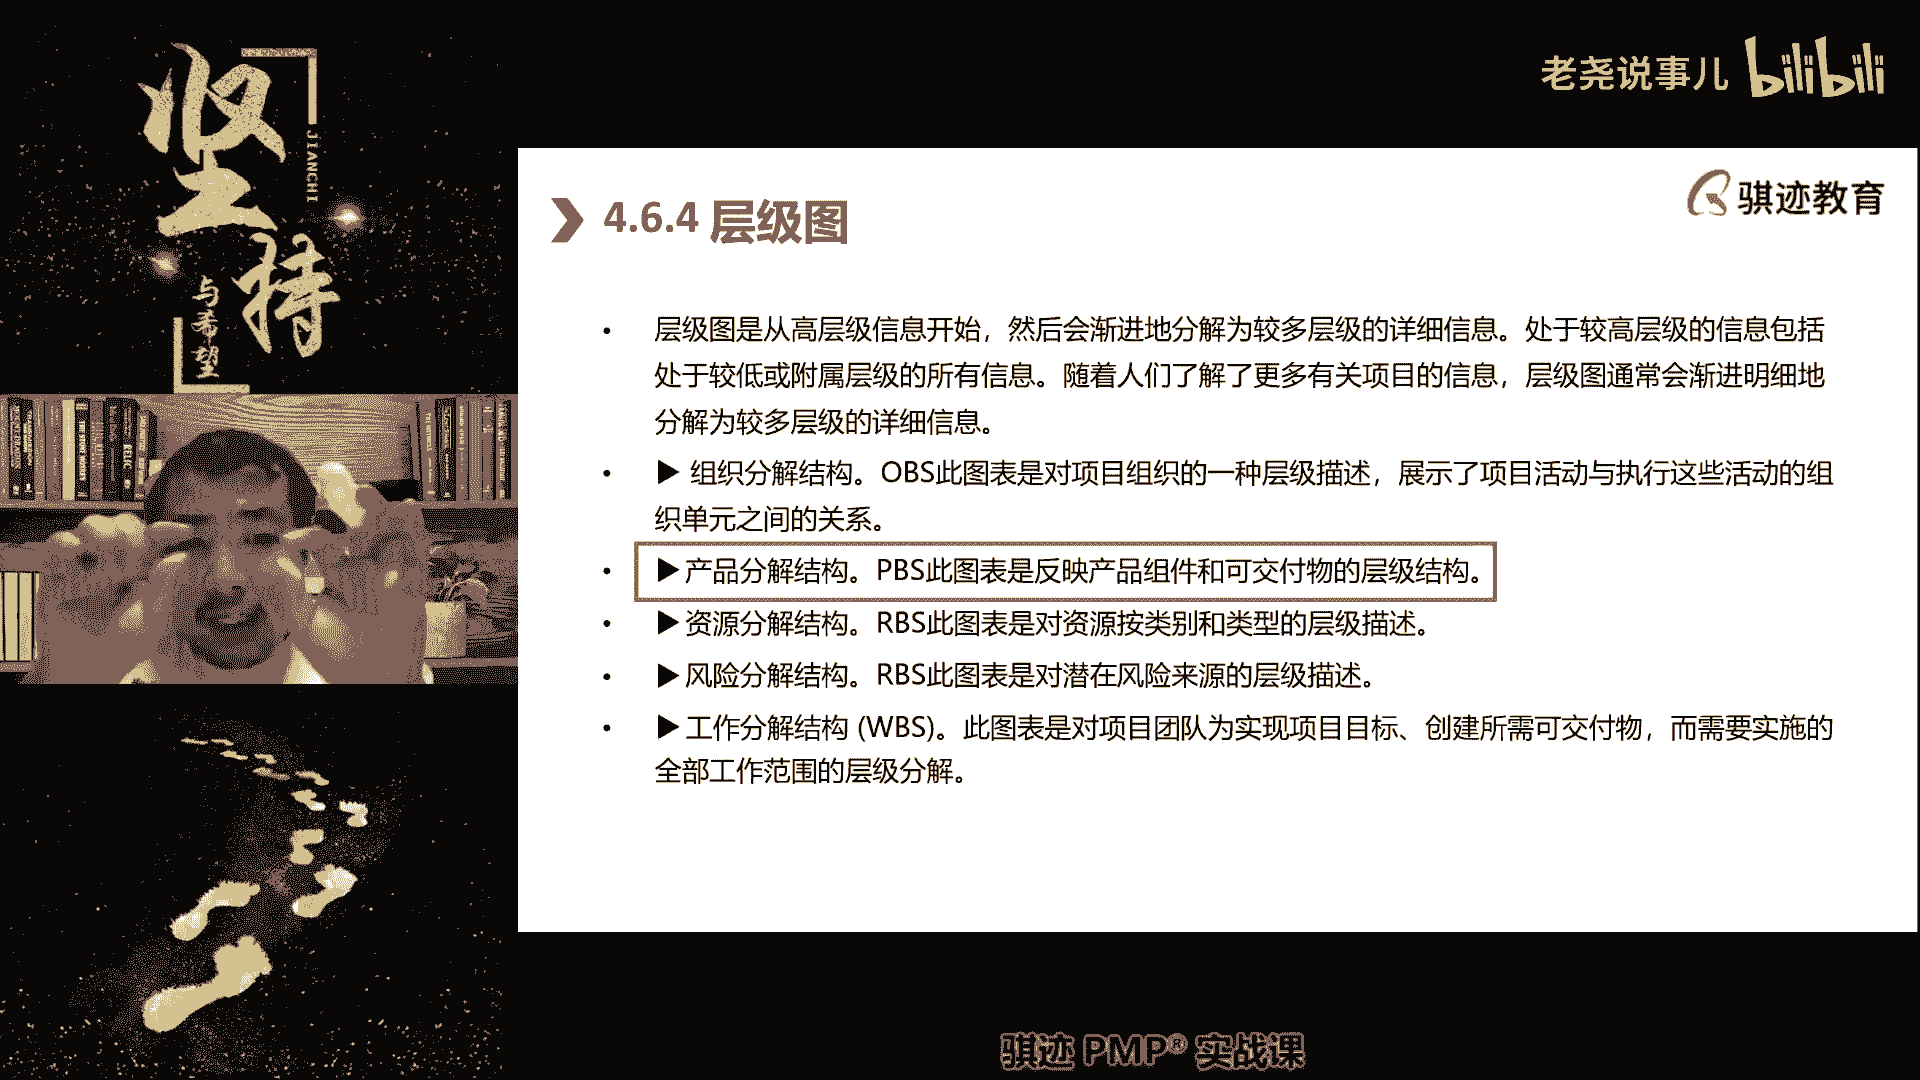 坚
持
JIANCHI
与希望
老尧说事儿 bilibili
骐迹教育
4.6.4 层级图
• 层级图是从高层级信息开始，然后会渐进地分解为较多层级的详细信息。处于较高层级的信息包括
处于较低或附属层级的所有信息。随着人们了解了更多有关项目的信息，层级图通常会渐进明细地
分解为较多层级的详细信息。
• ▶ 组织分解结构。OBS此图表是对项目组织的一种层级描述，展示了项目活动与执行这些活动的组
织单元之间的关系。
• ▶ 产品分解结构。PBS此图表是反映产品组件和可交付物的层级结构。
• ▶ 资源分解结构。RBS此图表是对资源按类别和类型的层级描述。
• ▶ 风险分解结构。RBS此图表是对潜在风险来源的层级描述。
• ▶ 工作分解结构 (WBS)。此图表是对项目团队为实现项目目标、创建所需可交付物，而需要实施的
全部工作范围的层级分解。
骐迹 PMP® 实战课